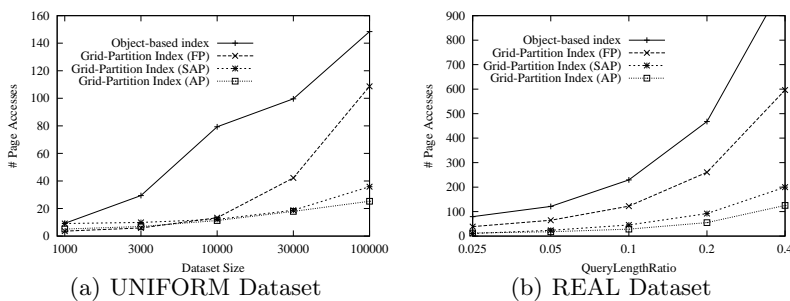 160
140
120
100
80
60
40
20
0
# Page Accesses
Object-based index
Grid-Partition Index (FP)
Grid-Partition Index (SAP)
Grid-Partition Index (AP)
1000 3000 10000 30000 100000
Dataset Size
(a) UNIFORM Dataset
900
800
700
600
500
400
300
200
100
0
# Page Accesses
Object-based index
Grid-Partition Index (FP)
Grid-Partition Index (SAP)
Grid-Partition Index (AP)
0.025 0.05 0.1 0.2 0.4
QueryLengthRatio
(b) REAL Dataset